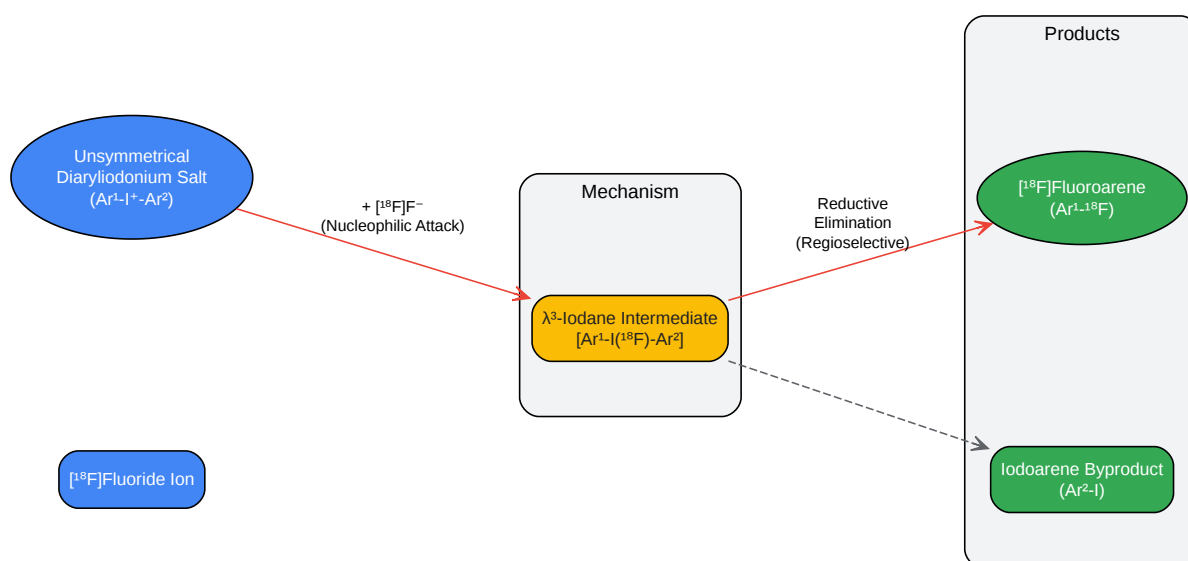 Products
Unsymmetrical
Diaryliodonium Salt
(Ar¹-I⁺-Ar²)
+ [¹⁸F]F⁻
(Nucleophilic Attack)
Mechanism
Reductive
Elimination
(Regioselective)
[¹⁸F]Fluoroarene
(Ar¹-¹⁸F)
λ³-Iodane Intermediate
[Ar¹-I(¹⁸F)-Ar²]
[¹⁸F]Fluoride Ion
Iodoarene Byproduct
(Ar²-I)